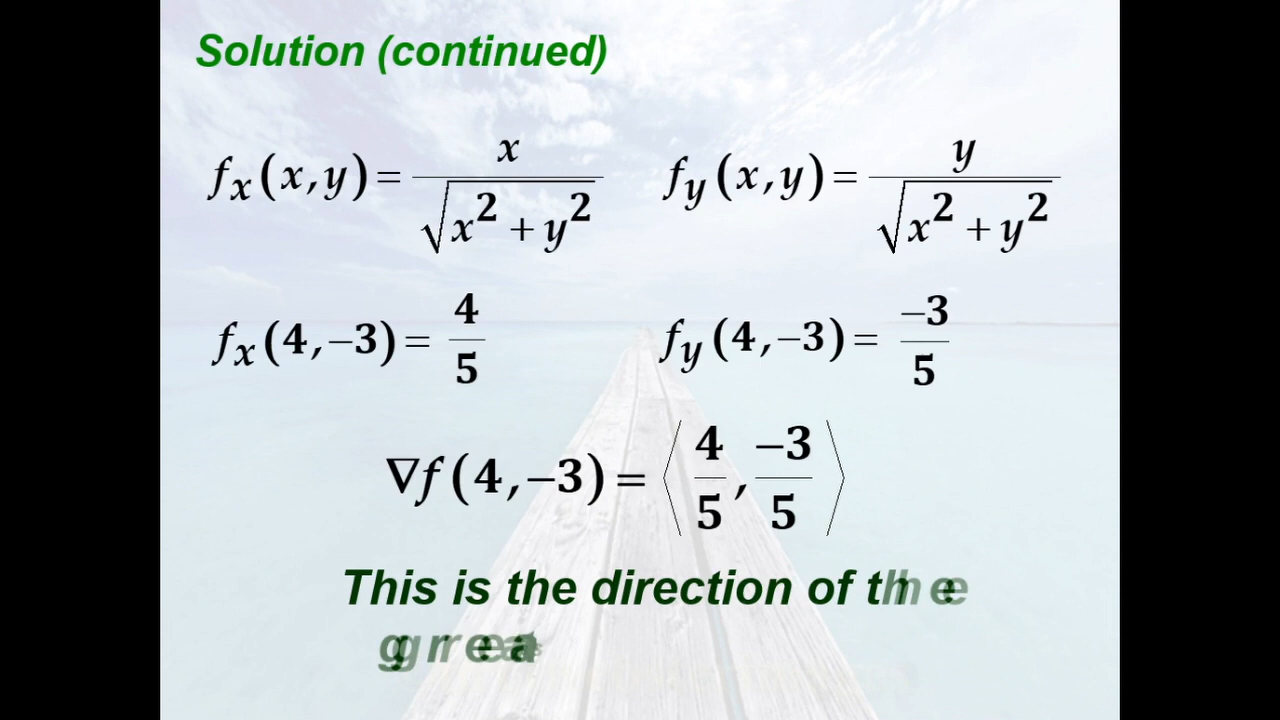 Solution (continued)
f_x(x,y) = x/√(x²+y²)    f_y(x,y) = y/√(x²+y²)
f_x(4,−3) = 4/5    f_y(4,−3) = −3/5
∇f(4,−3) = ⟨4/5, −3/5⟩
This is the direction of the